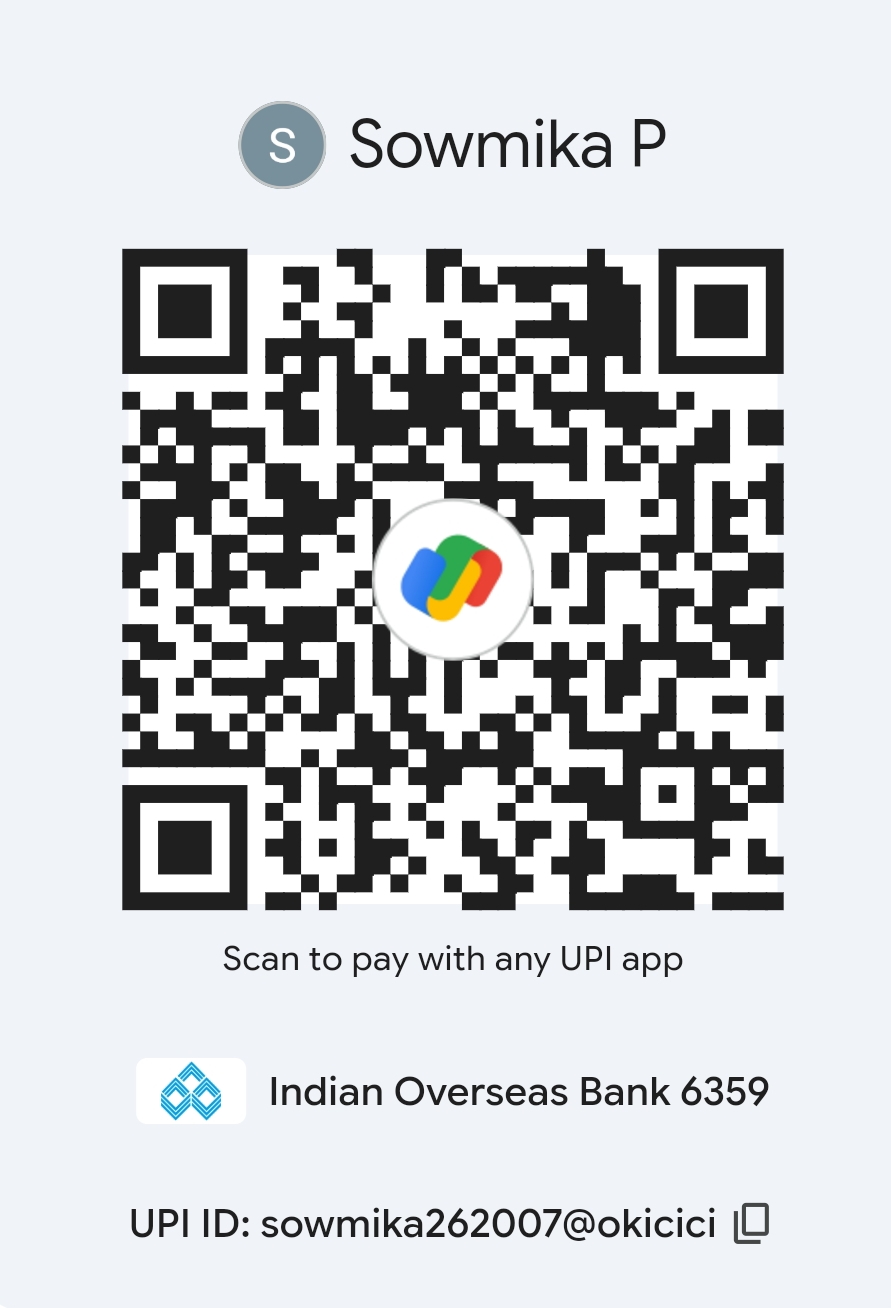 S Sowmika P
Scan to pay with any UPI app
Indian Overseas Bank 6359
UPI ID: sowmika262007@okicici